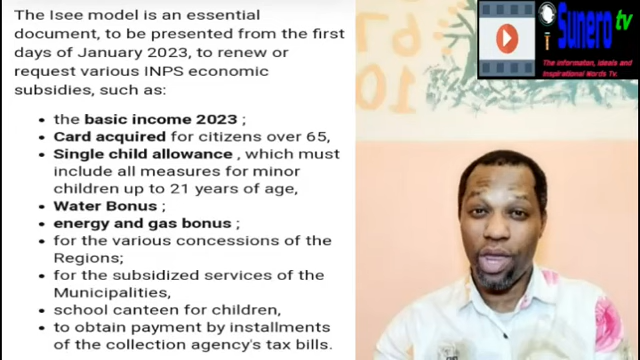 The Isee model is an essential
document, to be presented from the first
days of January 2023, to renew or
request various INPS economic
subsidies, such as:
• the basic income 2023 ;
• Card acquired for citizens over 65,
• Single child allowance , which must
include all measures for minor
children up to 21 years of age,
• Water Bonus ;
• energy and gas bonus ;
• for the various concessions of the
Regions;
• for the subsidized services of the
Municipalities,
• school canteen for children,
• to obtain payment by installments
of the collection agency's tax bills.
Sunero tv
The informaton, ideals and
Inspirational Words Tv.
67
10